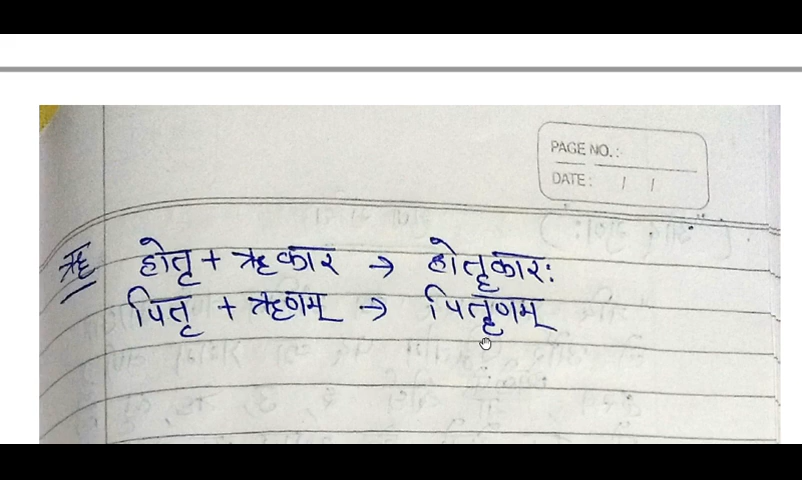 PAGE NO.:
DATE: / /
ऋ होतृ + ऋकार → होतॄकारः
पितृ + ऋणम् → पितॄणम्